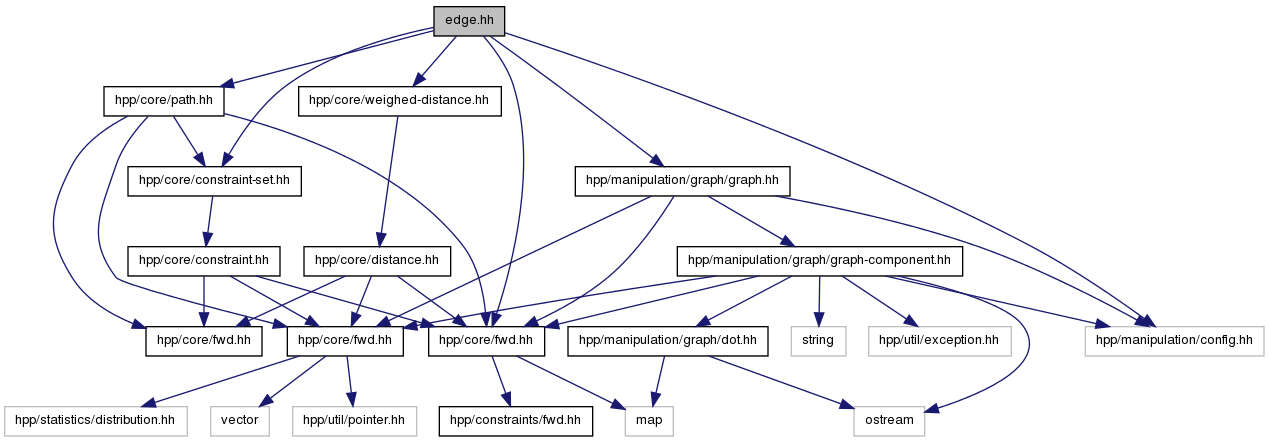 edge.hh
hpp/core/path.hh
hpp/core/weighed-distance.hh
hpp/core/constraint-set.hh
hpp/manipulation/graph/graph.hh
hpp/core/constraint.hh
hpp/core/distance.hh
hpp/manipulation/graph/graph-component.hh
hpp/core/fwd.hh
hpp/core/fwd.hh
hpp/core/fwd.hh
hpp/manipulation/graph/dot.hh
string
hpp/util/exception.hh
hpp/manipulation/config.hh
hpp/statistics/distribution.hh
vector
hpp/util/pointer.hh
hpp/constraints/fwd.hh
map
ostream